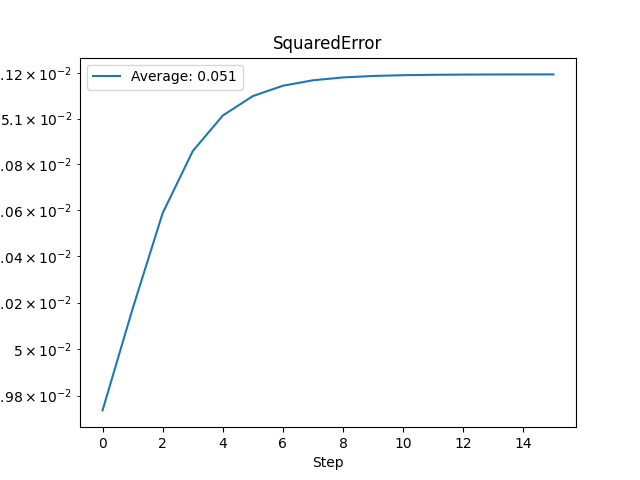 SquaredError
Average: 0.051
.12 × 10⁻²
5.1 × 10⁻²
.08 × 10⁻²
.06 × 10⁻²
.04 × 10⁻²
.02 × 10⁻²
5 × 10⁻²
.98 × 10⁻²
0 2 4 6 8 10 12 14
Step